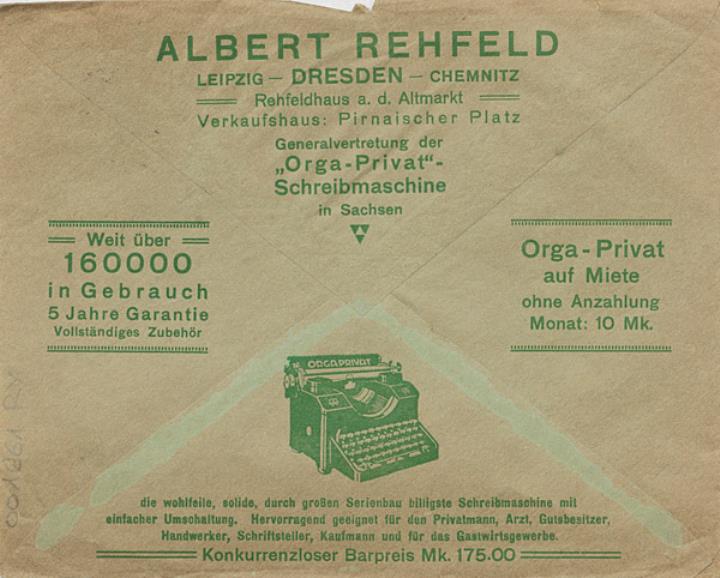 ALBERT REHFELD
LEIPZIG — DRESDEN — CHEMNITZ
Rehfeldhaus a. d. Altmarkt
Verkaufshaus: Pirnaischer Platz
Generalvertretung der
„Orga-Privat“-
Schreibmaschine
in Sachsen
Weit über
160000
in Gebrauch
5 Jahre Garantie
Vollständiges Zubehör
Orga-Privat
auf Miete
ohne Anzahlung
Monat: 10 Mk.
ORGA PRIVAT
die wohlfeile, solide, durch großen Serienbau billigste Schreibmaschine mit
einfacher Umschaltung. Hervorragend geeignet für den Privatmann, Arzt, Gutsbesitzer,
Handwerker, Schriftsteller, Kaufmann und für das Gastwirtsgewerbe.
Konkurrenzloser Barpreis Mk. 175.00